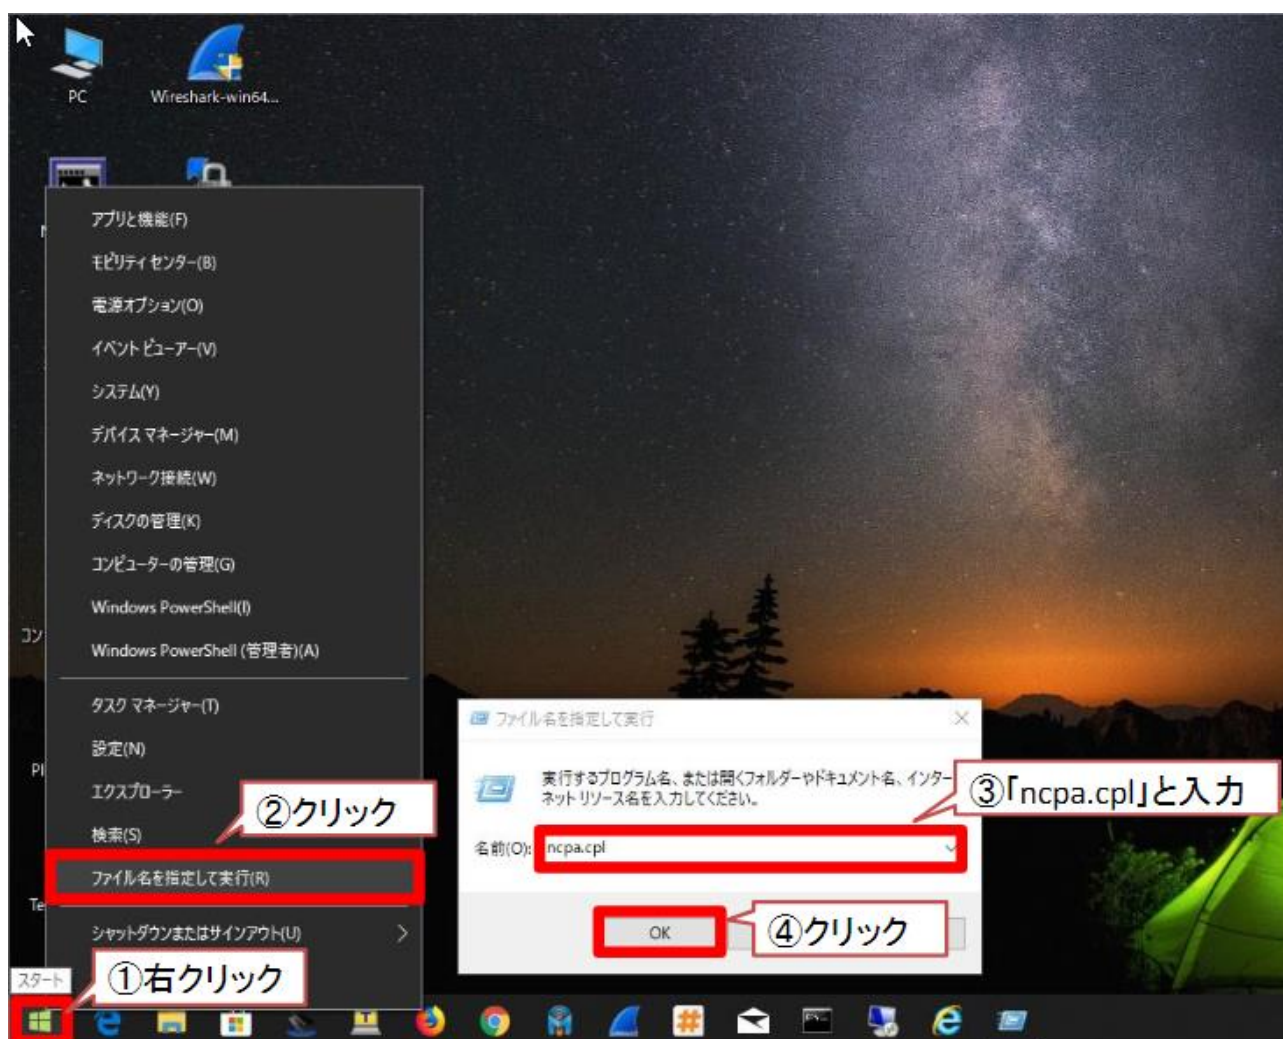 PC
Wireshark-win64...
アプリと機能(F)
モビリティ センター(B)
電源オプション(O)
イベント ビューアー(V)
システム(Y)
デバイス マネージャー(M)
ネットワーク接続(W)
ディスクの管理(K)
コンピューターの管理(G)
Windows PowerShell(I)
コン
Windows PowerShell (管理者)(A)
タスク マネージャー(T)
設定(N)
エクスプローラー
検索(S)
ファイル名を指定して実行(R)
Te
シャットダウンまたはサインアウト(U)
②クリック
①右クリック
スタート
ファイル名を指定して実行
実行するプログラム名、または開くフォルダーやドキュメント名、インター
ネット リソース名を入力してください。
③「ncpa.cpl」と入力
名前(O):
ncpa.cpl
OK
④クリック